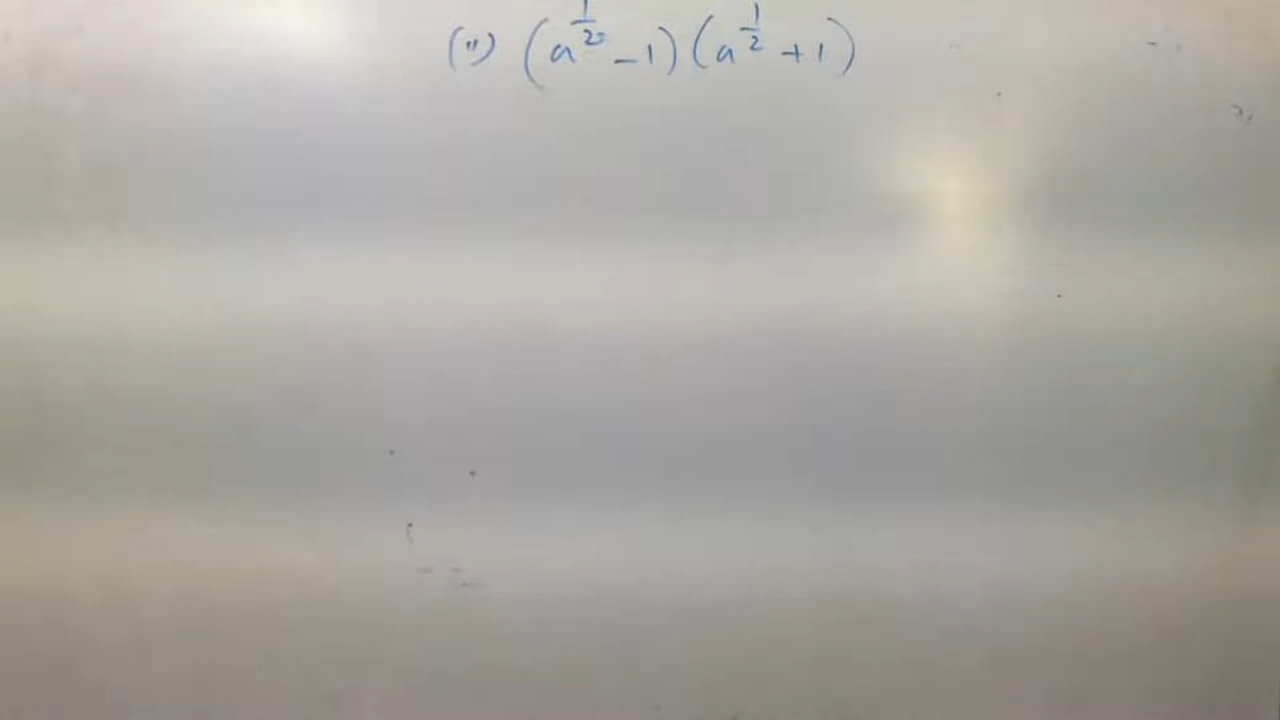 (ii) (a^{1/2} - 1)(a^{1/2} + 1)